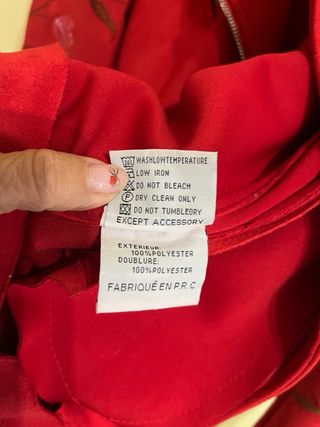 WASHLOWTEMPERATURE
LOW IRON
DO NOT BLEACH
P DRY CLEAN ONLY
DO NOT TUMBLEORY
EXCEPT ACCESSORY
EXTERIEUR:
100%POLYESTER
DOUBLURE:
100%POLYESTER
FABRIQUÉ EN P.R.C